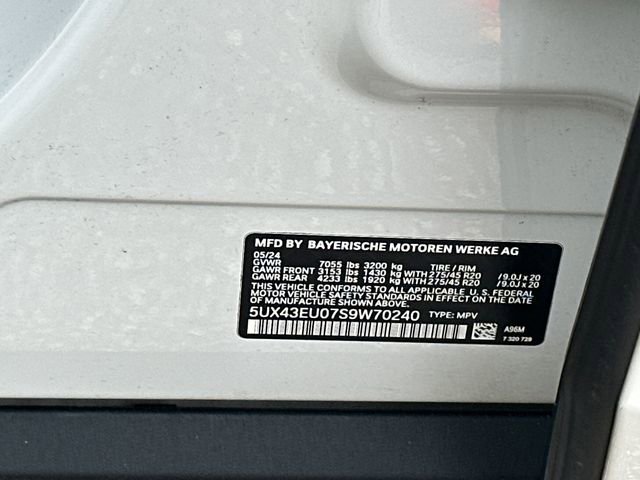 MFD BY BAYERISCHE MOTOREN WERKE AG
05/24
GVWR 7055 lbs 3200 kg TIRE / RIM
GAWR FRONT 3153 lbs 1430 kg WITH 275/45 R20 /9.0J x 20
GAWR REAR 4233 lbs 1920 kg WITH 275/45 R20 /9.0J x 20
THIS VEHICLE CONFORMS TO ALL APPLICABLE U.S. FEDERAL
MOTOR VEHICLE SAFETY STANDARDS IN EFFECT ON THE DATE
OF MANUFACTURE SHOWN ABOVE.
5UX43EU07S9W70240 TYPE: MPV
A96M
7 320 729